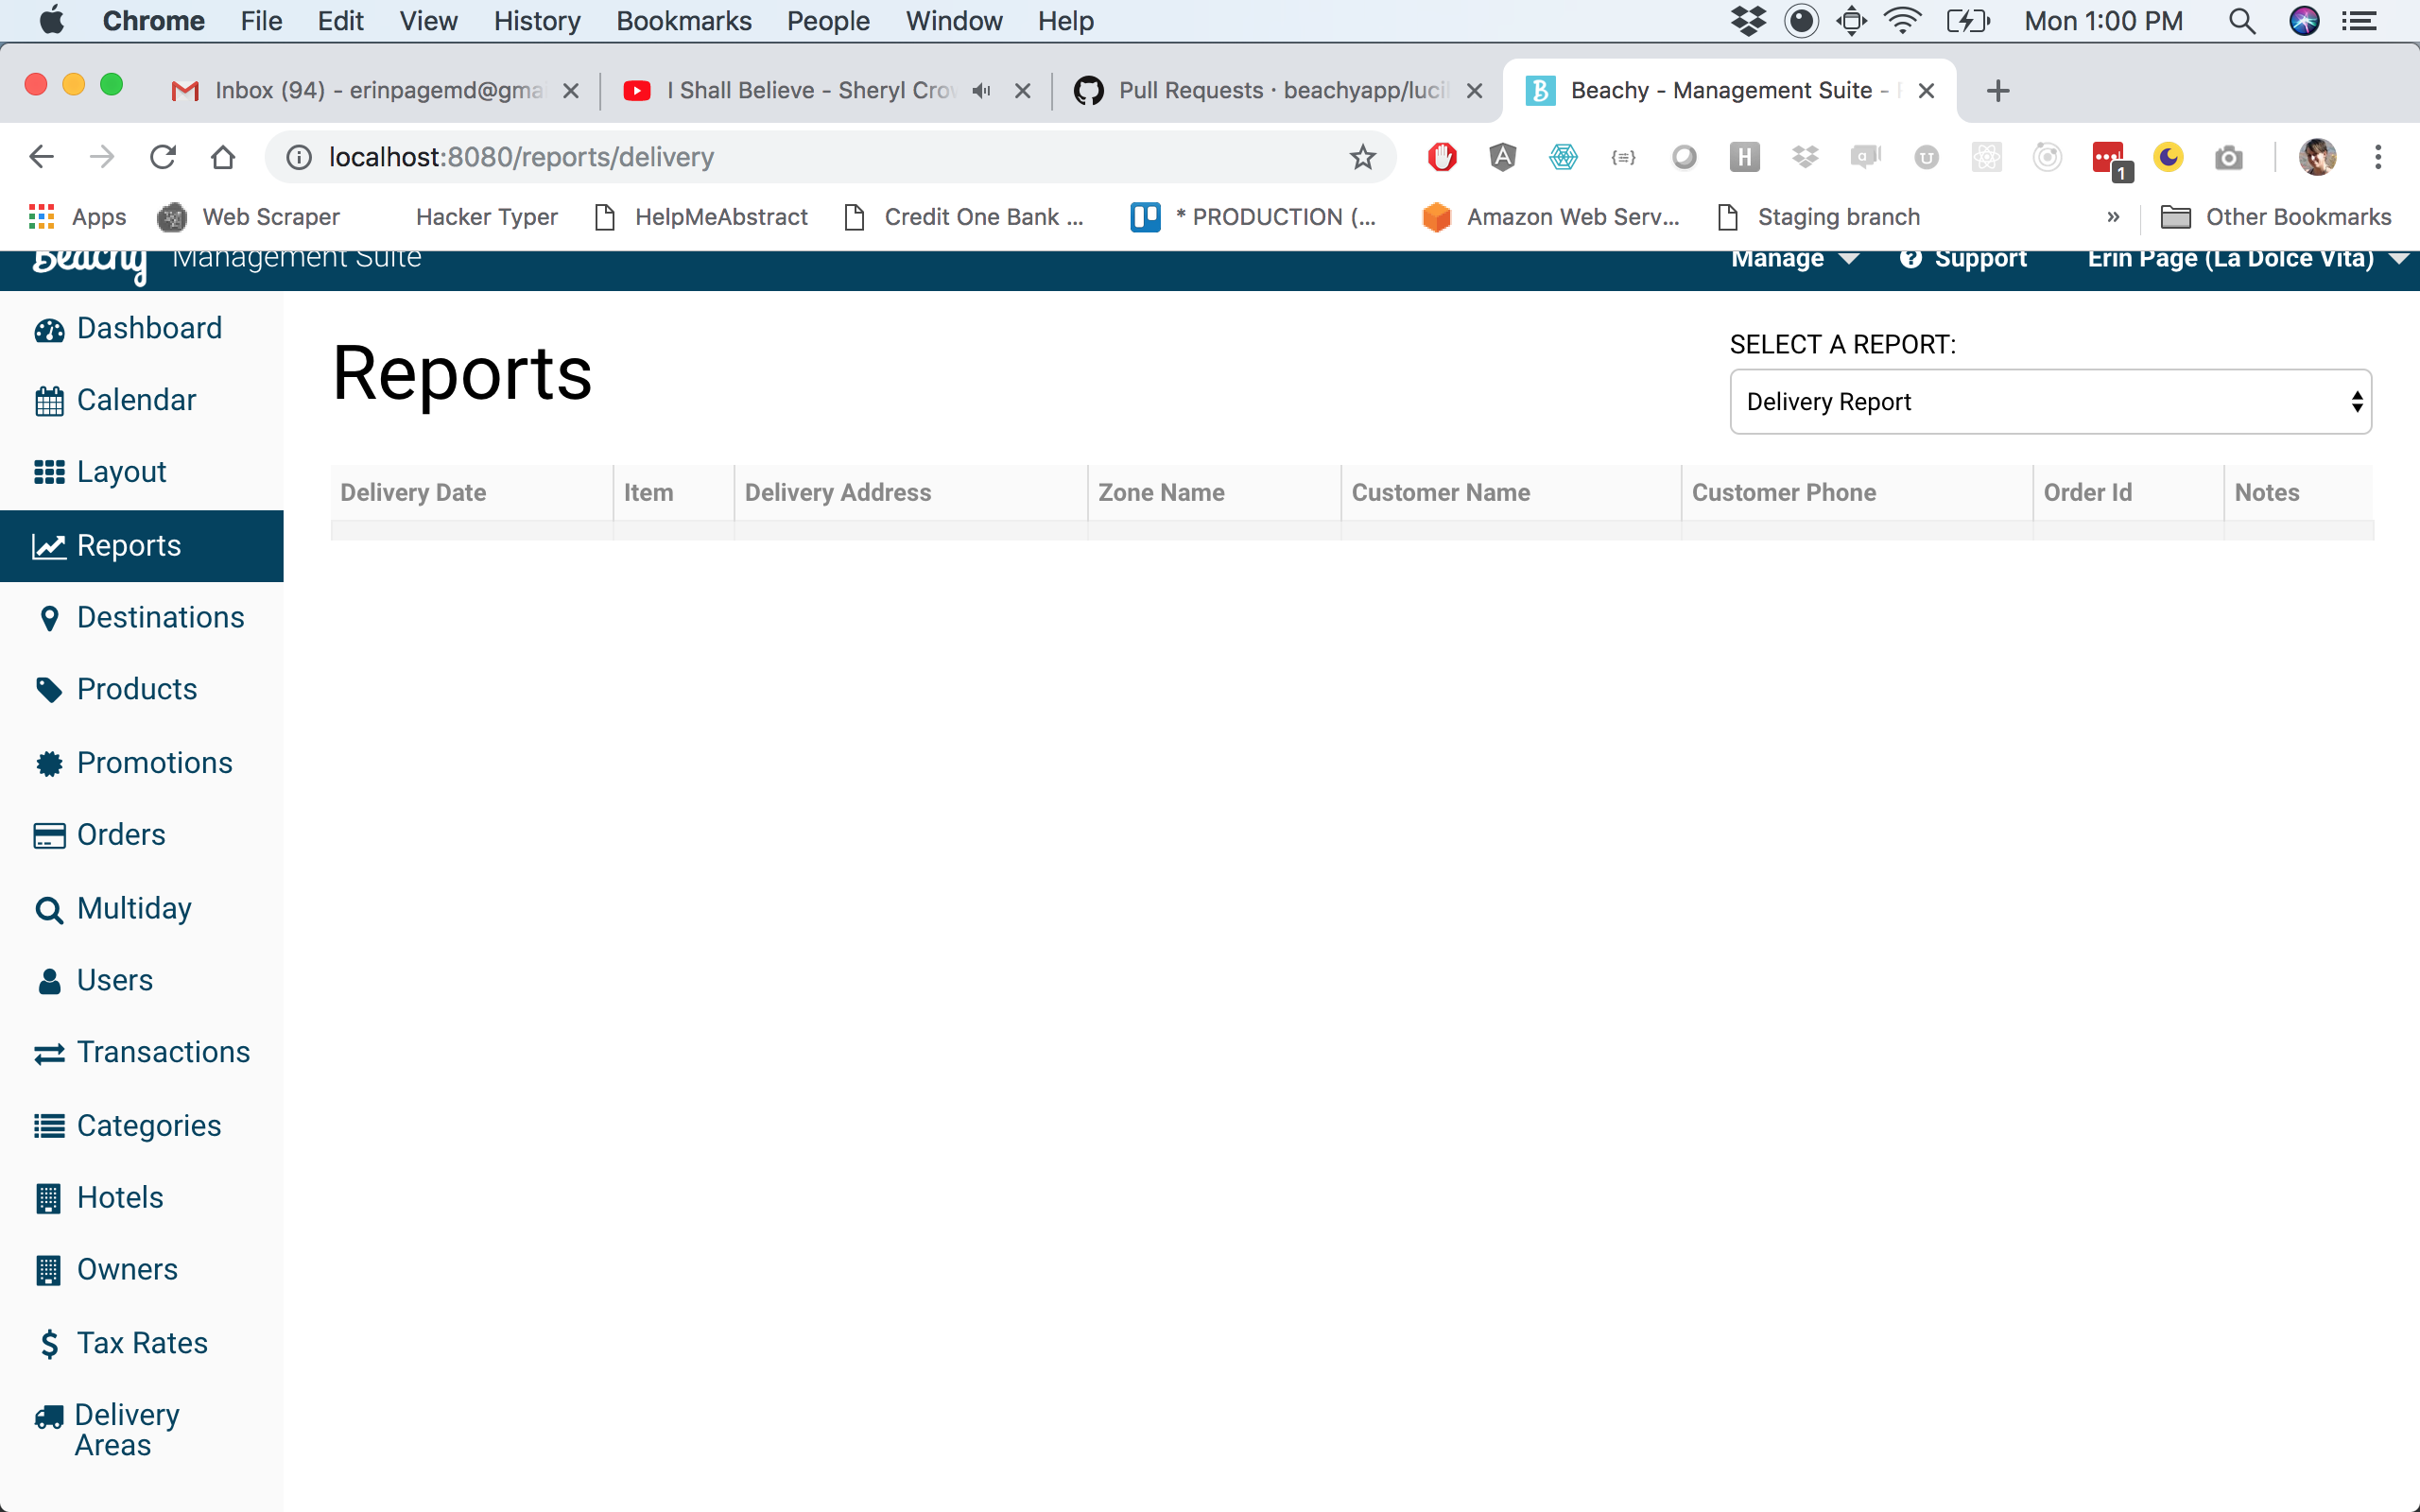 Chrome File Edit View History Bookmarks People Window Help Mon 1:00 PM
Inbox (94) - erinpagemd@gma I Shall Believe - Sheryl Crow Pull Requests · beachyapp/lucil Beachy - Management Suite -
localhost:8080/reports/delivery
1
Apps Web Scraper Hacker Typer HelpMeAbstract Credit One Bank ... * PRODUCTION (... Amazon Web Serv... Staging branch » Other Bookmarks
Beachy Management Suite Manage Support Erin Page (La Dolce Vita)
Dashboard
Calendar
Layout
Reports
Destinations
Products
Promotions
Orders
Multiday
Users
Transactions
Categories
Hotels
Owners
Tax Rates
Delivery
Areas
Reports
SELECT A REPORT:
Delivery Report
Delivery Date Item Delivery Address Zone Name Customer Name Customer Phone Order Id Notes